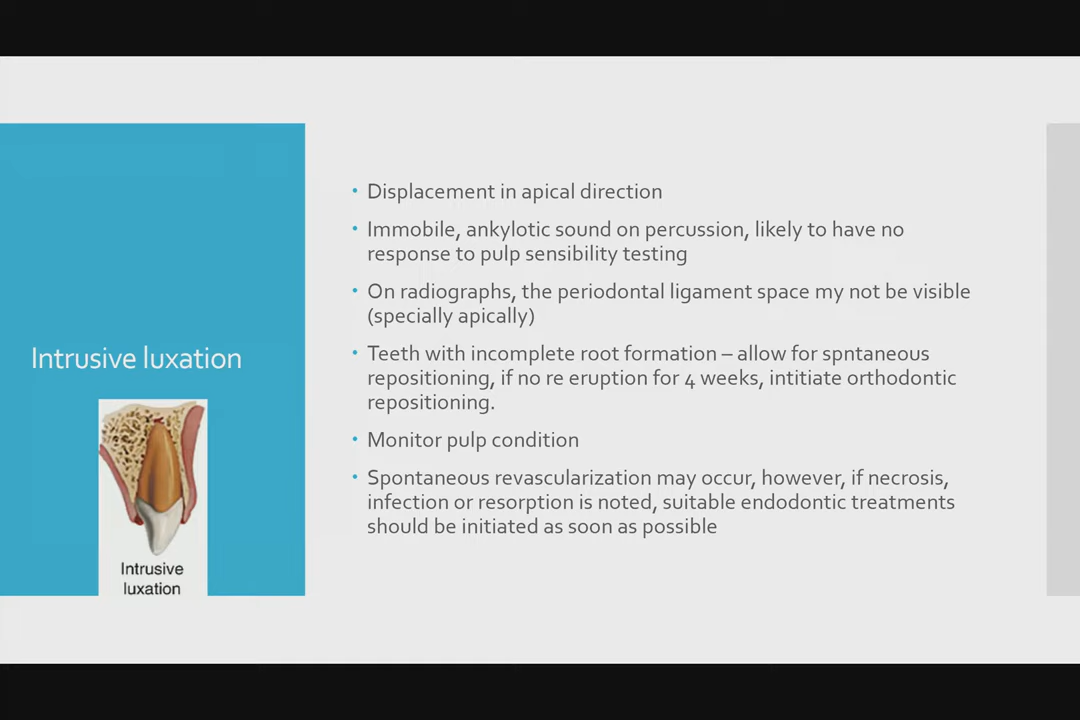 Intrusive luxation
Intrusive
luxation
• Displacement in apical direction
• Immobile, ankylotic sound on percussion, likely to have no
response to pulp sensibility testing
• On radiographs, the periodontal ligament space my not be visible
(specially apically)
• Teeth with incomplete root formation – allow for spntaneous
repositioning, if no re eruption for 4 weeks, intitiate orthodontic
repositioning.
• Monitor pulp condition
• Spontaneous revascularization may occur, however, if necrosis,
infection or resorption is noted, suitable endodontic treatments
should be initiated as soon as possible